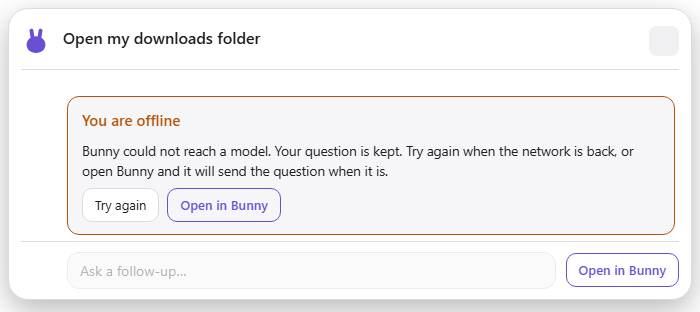 Open my downloads folder
You are offline
Bunny could not reach a model. Your question is kept. Try again when the network is back, or
open Bunny and it will send the question when it is.
Try again
Open in Bunny
Ask a follow-up...
Open in Bunny